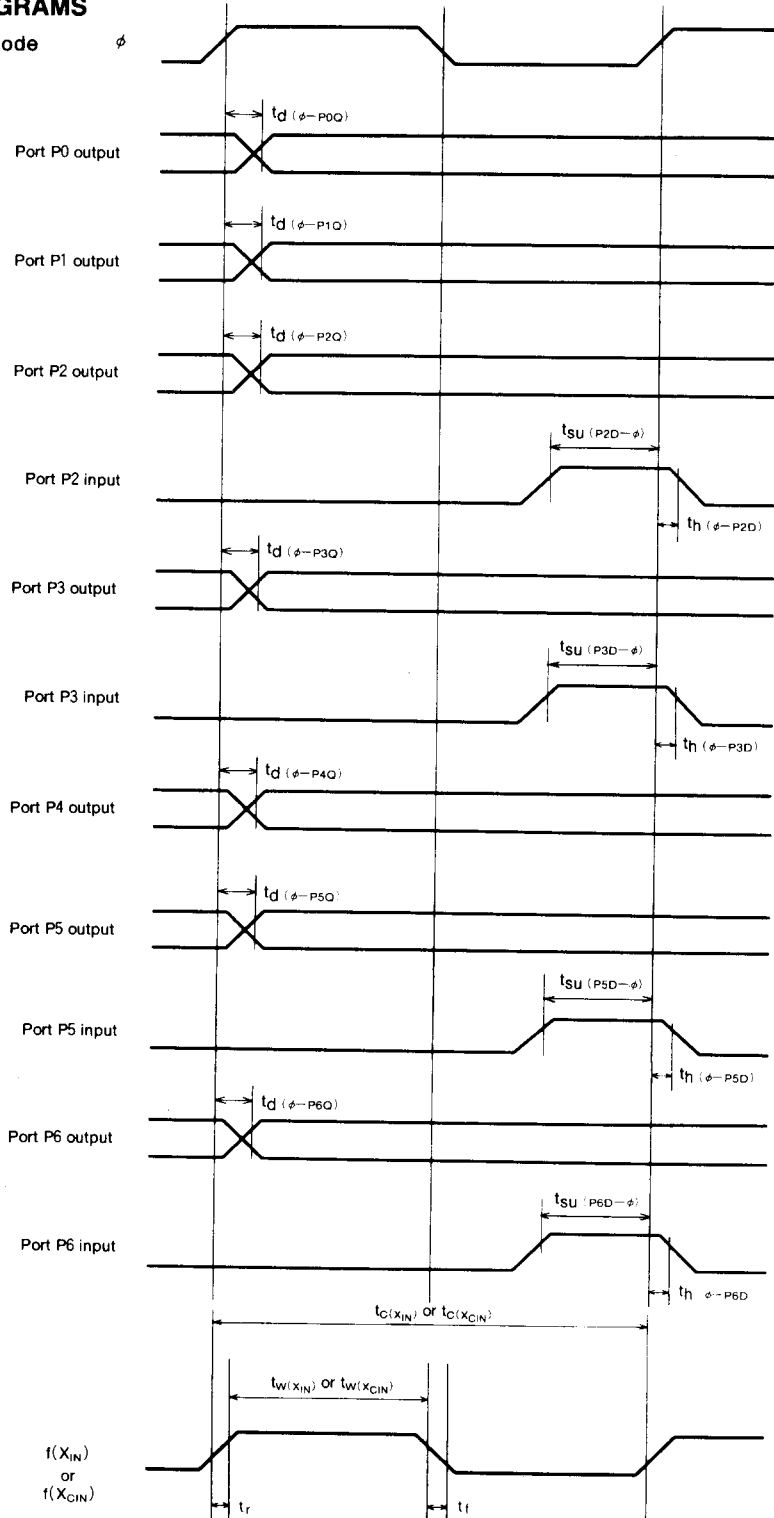 GRAMS
ode φ
td (φ−P0Q)
Port P0 output
td (φ−P1Q)
Port P1 output
td (φ−P2Q)
Port P2 output
tsu (P2D−φ)
Port P2 input
th (φ−P2D)
td (φ−P3Q)
Port P3 output
tsu (P3D−φ)
Port P3 input
th (φ−P3D)
td (φ−P4Q)
Port P4 output
td (φ−P5Q)
Port P5 output
tsu (P5D−φ)
Port P5 input
th (φ−P5D)
td (φ−P6Q)
Port P6 output
tsu (P6D−φ)
Port P6 input
th φ−P6D
tC(XIN) or tC(XCIN)
tW(XIN) or tW(XCIN)
f(XIN)
or
f(XCIN)
tr tf